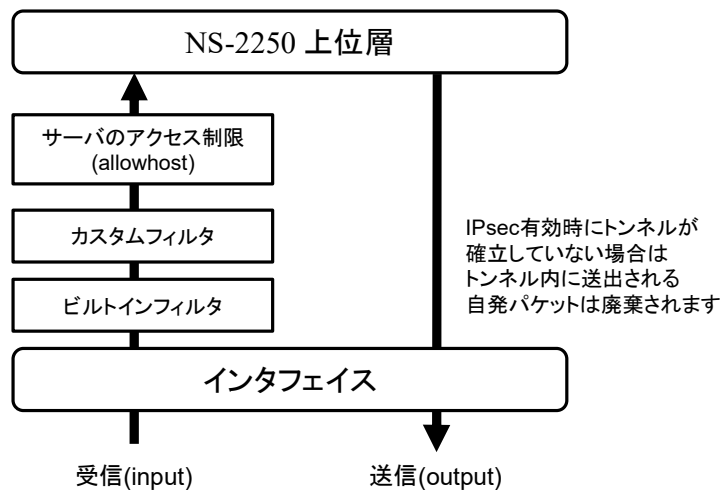 NS-2250 上位層
サーバのアクセス制限
(allowhost)
カスタムフィルタ
ビルトインフィルタ
IPsec有効時にトンネルが
確立していない場合は
トンネル内に送出される
自発パケットは廃棄されます
インタフェイス
受信(input)
送信(output)